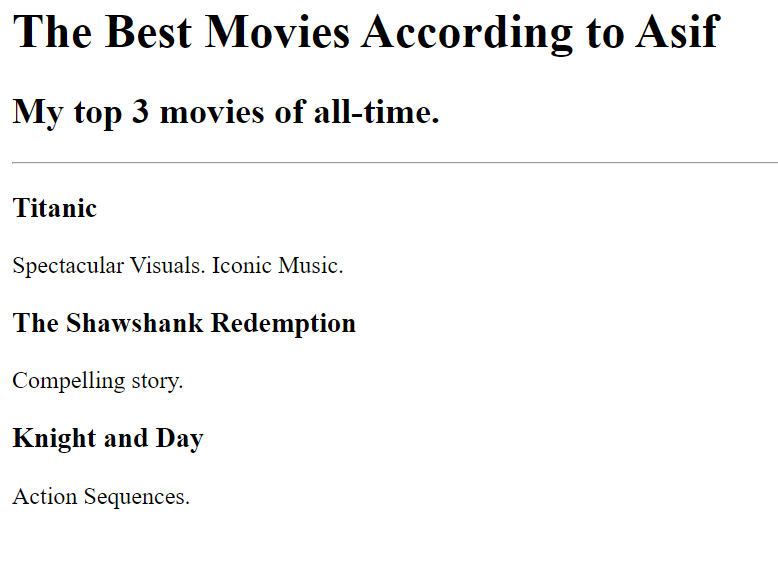 The Best Movies According to Asif
My top 3 movies of all-time.
Titanic
Spectacular Visuals. Iconic Music.
The Shawshank Redemption
Compelling story.
Knight and Day
Action Sequences.